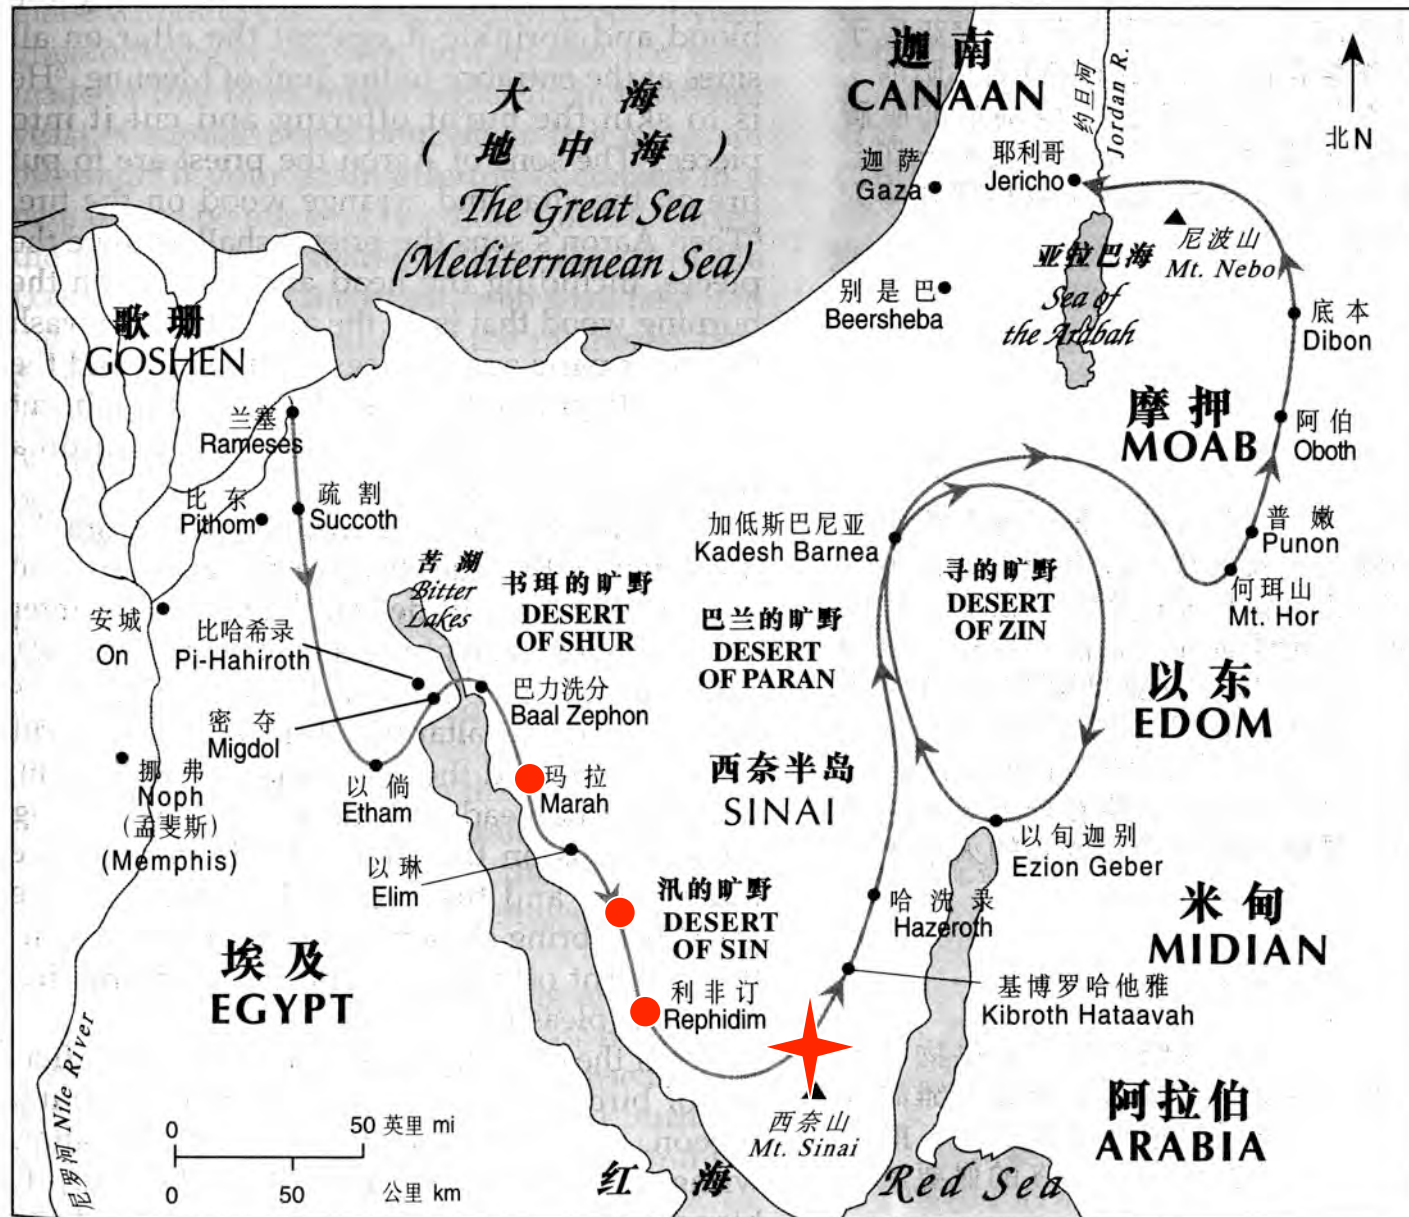 迦南
CANAAN
大海
(地中海)
The Great Sea
(Mediterranean Sea)
约旦河
Jordan R.
北 N
迦萨
Gaza
耶利哥
Jericho
尼波山
Mt. Nebo
亚拉巴海
Sea of
the Arabah
别是巴
Beersheba
底本
Dibon
歌珊
GOSHEN
摩押
MOAB
阿伯
Oboth
兰塞
Rameses
疏割
Succoth
比东
Pithom
加低斯巴尼亚
Kadesh Barnea
普嫩
Punon
何珥山
Mt. Hor
苦湖
Bitter
Lakes
书珥的旷野
DESERT
OF SHUR
寻的旷野
DESERT
OF ZIN
安城
On
比哈希录
Pi-Hahiroth
巴兰的旷野
DESERT
OF PARAN
以东
EDOM
巴力洗分
Baal Zephon
密夺
Migdol
西奈半岛
SINAI
挪弗
Noph
(孟斐斯)
(Memphis)
以倘
Etham
玛拉
Marah
以旬迦别
Ezion Geber
以琳
Elim
汛的旷野
DESERT
OF SIN
哈洗录
Hazeroth
米甸
MIDIAN
埃及
EGYPT
利非订
Rephidim
基博罗哈他雅
Kibroth Hataavah
西奈山
Mt. Sinai
阿拉伯
ARABIA
尼罗河 Nile River
0 50 英里 mi
0 50 公里 km
红海
Red Sea